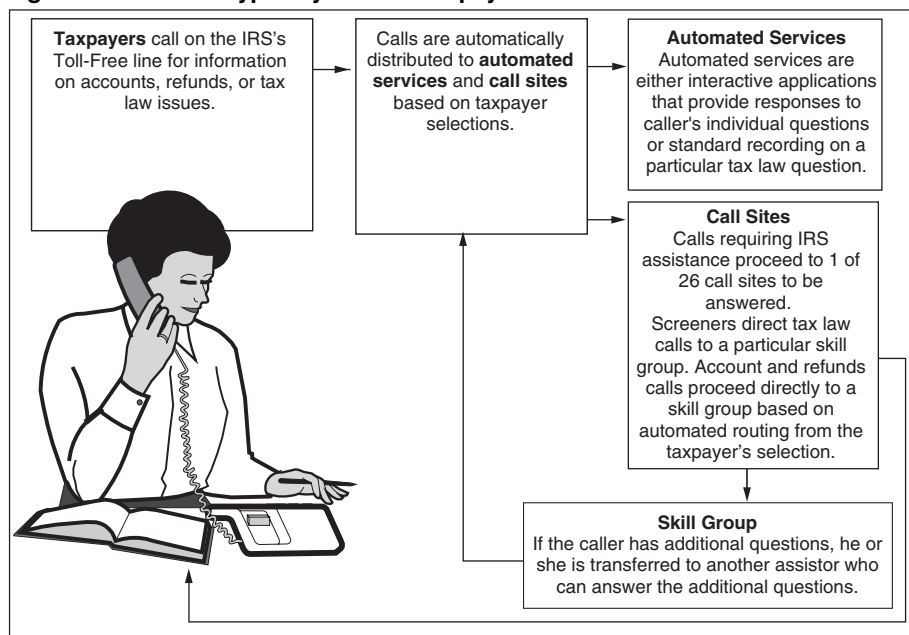 Taxpayers call on the IRS's
Toll-Free line for information
on accounts, refunds, or tax
law issues.
Calls are automatically
distributed to automated
services and call sites
based on taxpayer
selections.
Automated Services
Automated services are
either interactive applications
that provide responses to
caller's individual questions
or standard recording on a
particular tax law question.
Call Sites
Calls requiring IRS
assistance proceed to 1 of
26 call sites to be
answered.
Screeners direct tax law
calls to a particular skill
group. Account and refunds
calls proceed directly to a
skill group based on
automated routing from the
taxpayer's selection.
Skill Group
If the caller has additional questions, he or
she is transferred to another assistor who
can answer the additional questions.